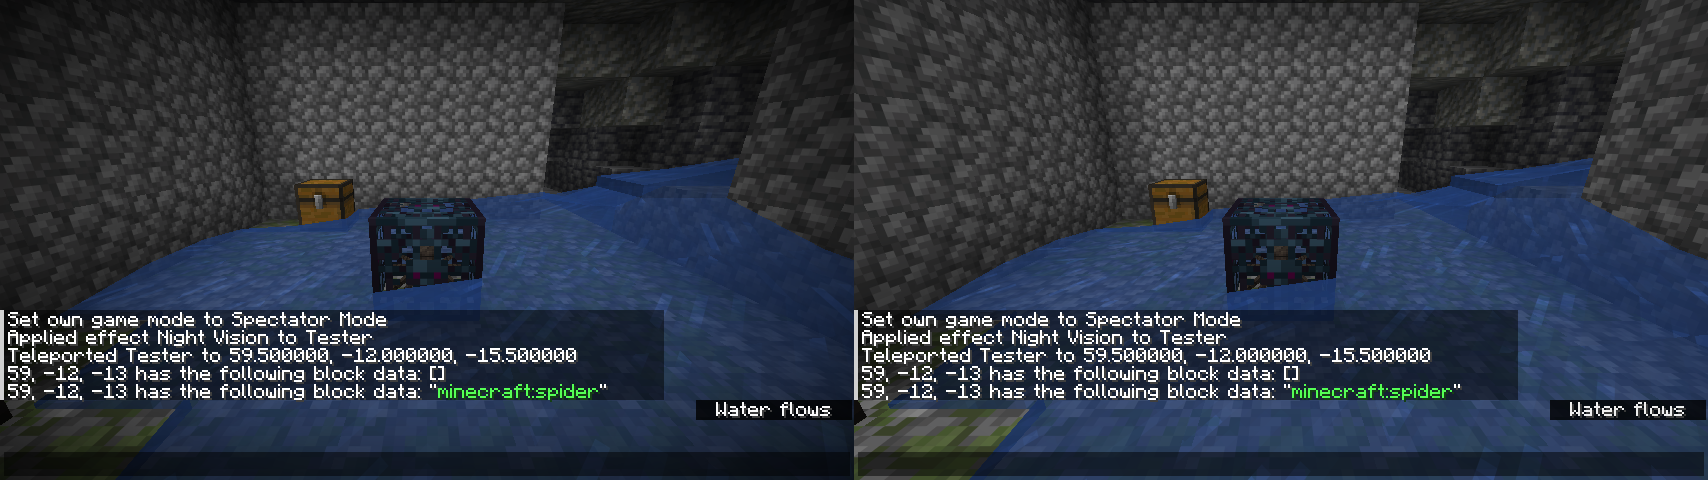 Set own game mode to Spectator Mode
Applied effect Night Vision to Tester
Teleported Tester to 59.500000, -12.000000, -15.500000
59, -12, -13 has the following block data: []
59, -12, -13 has the following block data: "minecraft:spider"
Water flows
Set own game mode to Spectator Mode
Applied effect Night Vision to Tester
Teleported Tester to 59.500000, -12.000000, -15.500000
59, -12, -13 has the following block data: []
59, -12, -13 has the following block data: "minecraft:spider"
Water flows